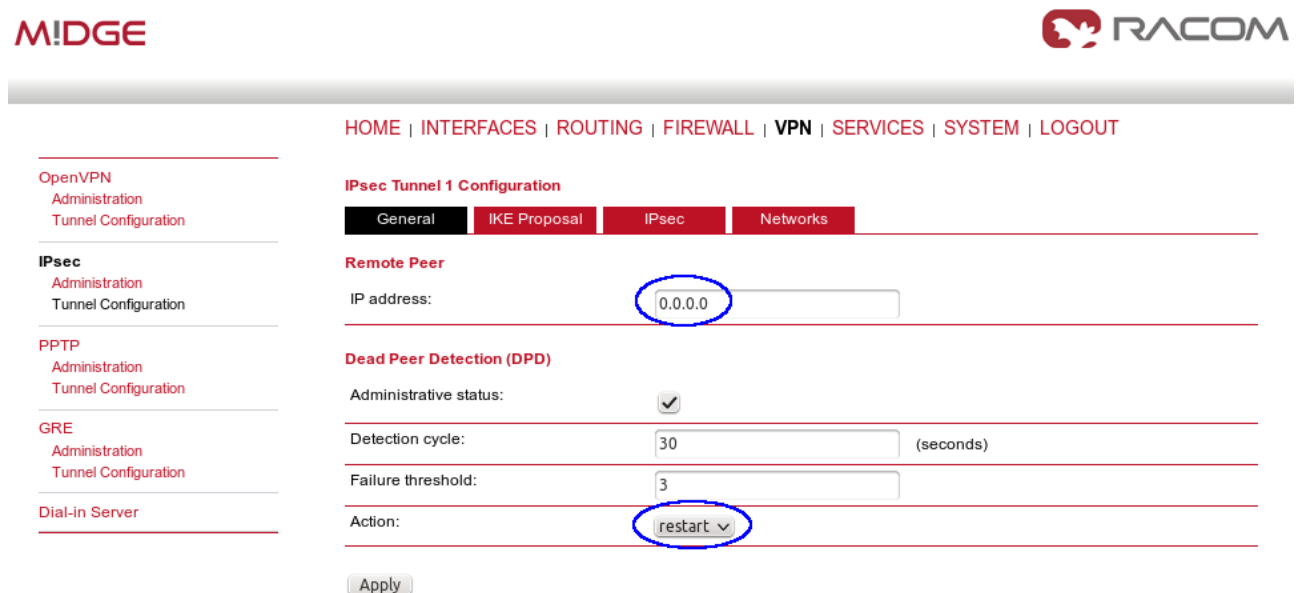 M!DGE
RACOM
HOME | INTERFACES | ROUTING | FIREWALL | VPN | SERVICES | SYSTEM | LOGOUT
OpenVPN
Administration
Tunnel Configuration
IPsec
Administration
Tunnel Configuration
PPTP
Administration
Tunnel Configuration
GRE
Administration
Tunnel Configuration
Dial-in Server
IPsec Tunnel 1 Configuration
General IKE Proposal IPsec Networks
Remote Peer
IP address: 0.0.0.0
Dead Peer Detection (DPD)
Administrative status:
Detection cycle: 30 (seconds)
Failure threshold: 3
Action: restart
Apply